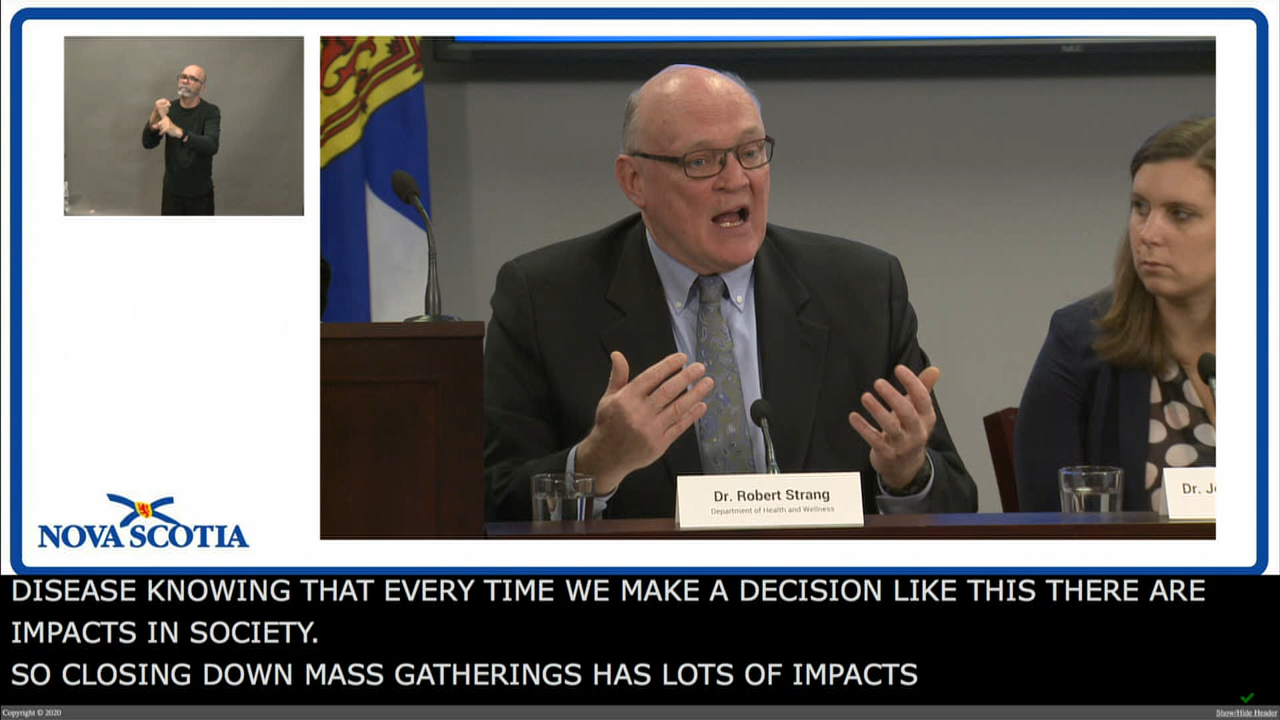 NEC
Dr. Robert Strang
Department of Health and Wellness
Dr. J
NOVA SCOTIA
DISEASE KNOWING THAT EVERY TIME WE MAKE A DECISION LIKE THIS THERE ARE
IMPACTS IN SOCIETY.
SO CLOSING DOWN MASS GATHERINGS HAS LOTS OF IMPACTS
Copyright © 2020
Show/Hide Header